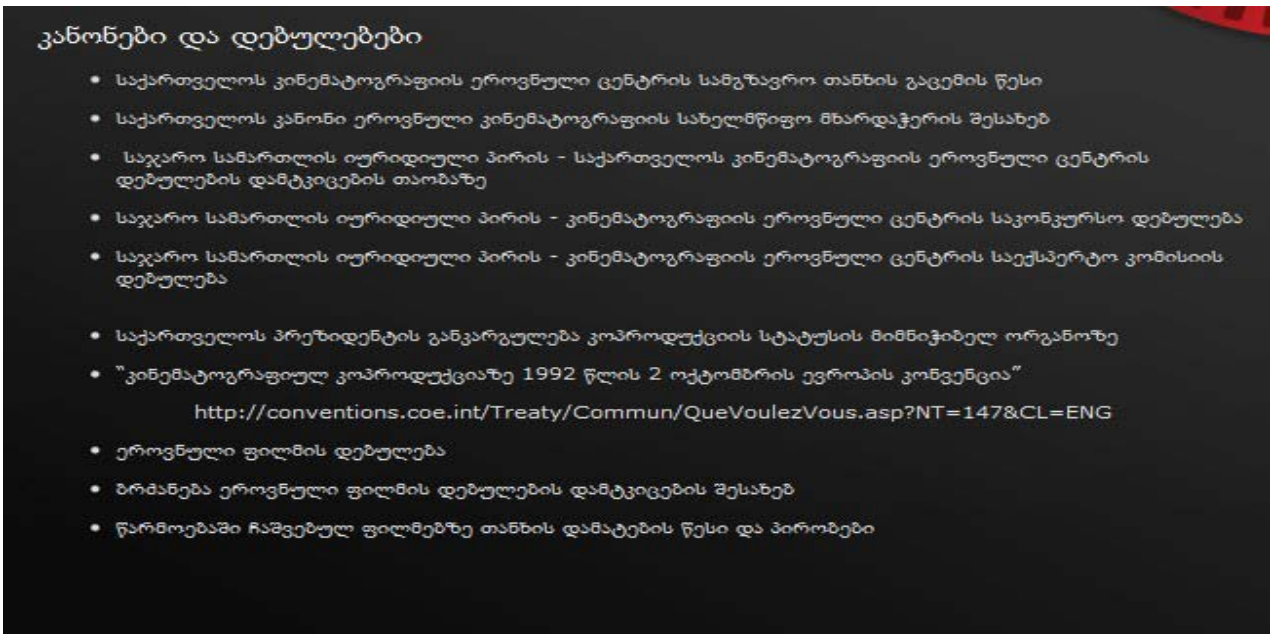 კანონები და დებულებები
• საქართველოს კინემატოგრაფიის ეროვნული ცენტრის სამგზავრო თანხის გაცემის წესი
• საქართველოს კანონი ეროვნული კინემატოგრაფიის სახელმწიფო მხარდაჭერის შესახებ
• საჯარო სამართლის იურიდიული პირის - საქართველოს კინემატოგრაფიის ეროვნული ცენტრის
დებულების დამტკიცების თაობაზე
• საჯარო სამართლის იურიდიული პირის - კინემატოგრაფიის ეროვნული ცენტრის საკონკურსო დებულება
• საჯარო სამართლის იურიდიული პირის - კინემატოგრაფიის ეროვნული ცენტრის საექსპერტო კომისიის
დებულება
• საქართველოს პრეზიდენტის განკარგულება კოპროდუქციის სტატუსის მიმნიჭიბელ ორგანოზე
• "კინემატოგრაფიულ კოპროდუქციაზე 1992 წლის 2 ოქტომბრის ევროპის კონვენცია"
http://conventions.coe.int/Treaty/Commun/QueVoulezVous.asp?NT=147&CL=ENG
• ეროვნული ფილმის დებულება
• ბრძანება ეროვნული ფილმის დებულების დამტკიცების შესახებ
• წარმოებაში ჩაშვებულ ფილმებზე თანხის დამატების წესი და პირობები